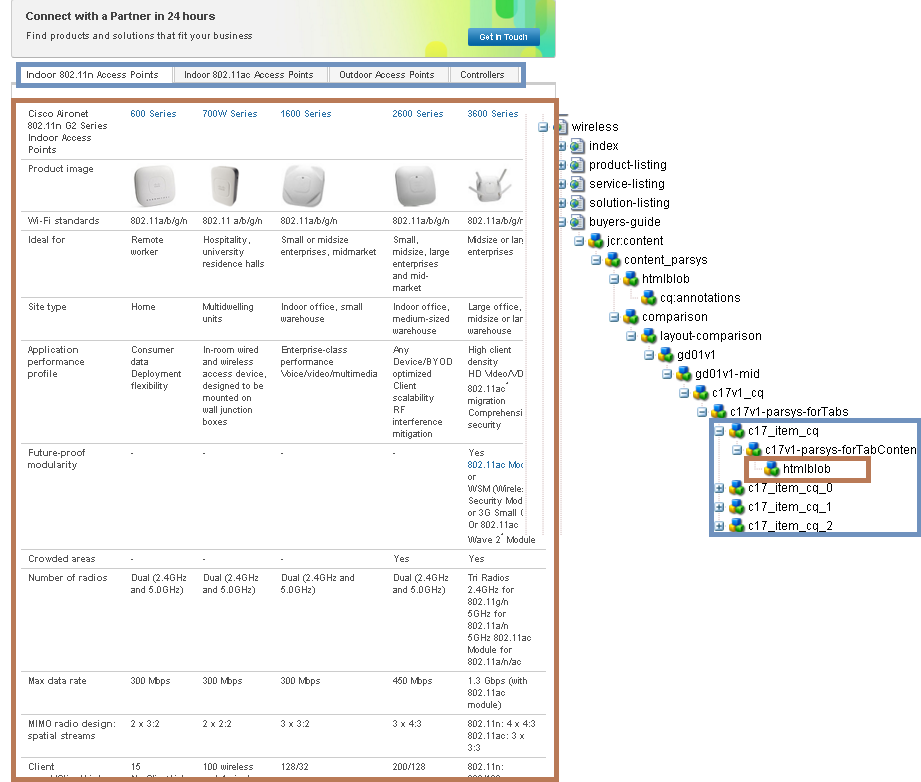 Connect with a Partner in 24 hours
Find products and solutions that fit your business
Get in Touch
Indoor 802.11n Access Points
Indoor 802.11ac Access Points
Outdoor Access Points
Controllers
Cisco Aironet
802.11n G2 Series
Indoor Access
Points
600 Series
700W Series
1600 Series
2600 Series
3600 Series
Product image
Wi-Fi standards
802.11a/b/g/n
802.11 a/b/g/n
802.11a/b/g/n
802.11a/b/g/n
802.11a/b/g/r
Ideal for
Remote
worker
Hospitality,
university
residence halls
Small or midsize
enterprises, midmarket
Small,
midsize, large
enterprises
and mid-
market
Midsize or lar
enterprises
Site type
Home
Multidwelling
units
Indoor office, small
warehouse
Indoor office,
medium-sized
warehouse
Large office,
midsize or lar
warehouse
Application
performance
profile
Consumer
data
Deployment
flexibility
In-room wired
and wireless
access device,
designed to be
mounted on
wall junction
boxes
Enterprise-class
performance
Voice/video/multimedia
Any
Device/BYOD
optimized
Client
scalability
RF
interference
mitigation
High client
density
HD Video/VD
802.11ac*
migration
Comprehensi
security
Future-proof
modularity
-
-
-
-
Yes
802.11ac Moc
or
WSM (Wirele:
Security Mod
or 3G Small (
Or 802.11ac
Wave 2* Module
Crowded areas
-
-
-
Yes
Yes
Number of radios
Dual (2.4GHz
and 5.0GHz)
Dual (2.4GHz
and 5.0GHz)
Dual (2.4GHz and
5.0GHz)
Dual (2.4GHz
and 5.0GHz)
Tri Radios
2.4GHz for
802.11g/n
5GHz for
802.11a/n
5GHz 802.11ac
Module for
802.11a/n/ac
Max data rate
300 Mbps
300 Mbps
300 Mbps
450 Mbps
1.3 Gbps (with
802.11ac
module)
MIMO radio design:
spatial streams
2 x 3:2
2 x 2:2
3 x 3:2
3 x 4:3
802.11n: 4 x 4:3
802.11ac: 3 x
3:3
Client
15
100 wireless
128/32
200/128
802.11n:
wireless
index
product-listing
service-listing
solution-listing
buyers-guide
jcr:content
content_parsys
htmlblob
cq:annotations
comparison
layout-comparison
gd01v1
gd01v1-mid
c17v1_cq
c17v1-parsys-forTabs
c17_item_cq
c17v1-parsys-forTabConten
htmlblob
c17_item_cq_0
c17_item_cq_1
c17_item_cq_2